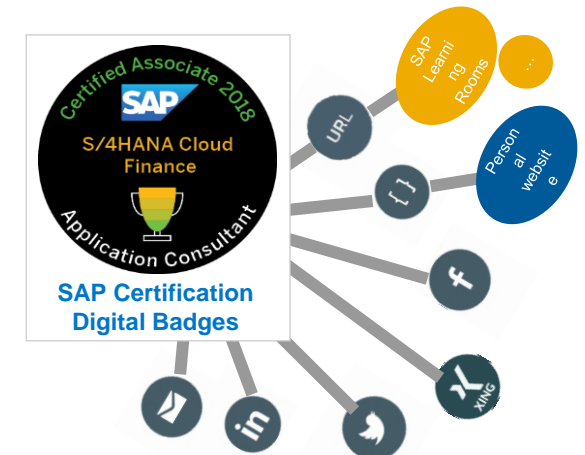 Certified Associate 2018
SAP
S/4HANA Cloud
Finance
Application Consultant
SAP Certification
Digital Badges
URL
SAP
Learni
ng
Rooms
...
{ }
Person
al
websit
e
f
XING
in